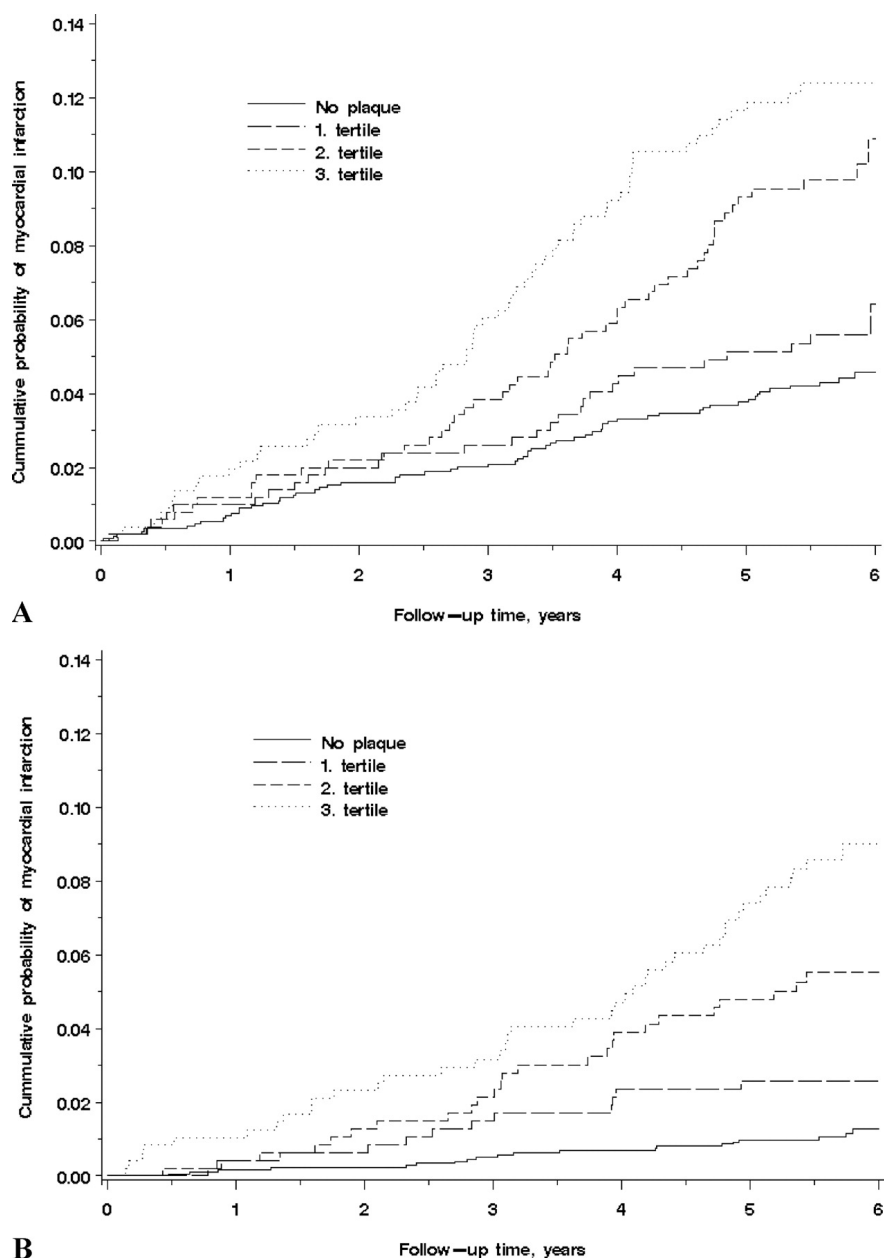 0.14
0.12
0.10
0.08
0.06
0.04
0.02
0.00
Cummulative probability of myocardial infarction
No plaque
1. tertile
2. tertile
3. tertile
0 1 2 3 4 5 6
Follow-up time, years
A
0.14
0.12
0.10
0.08
0.06
0.04
0.02
0.00
Cummulative probability of myocardial infarction
No plaque
1. tertile
2. tertile
3. tertile
0 1 2 3 4 5 6
Follow-up time, years
B